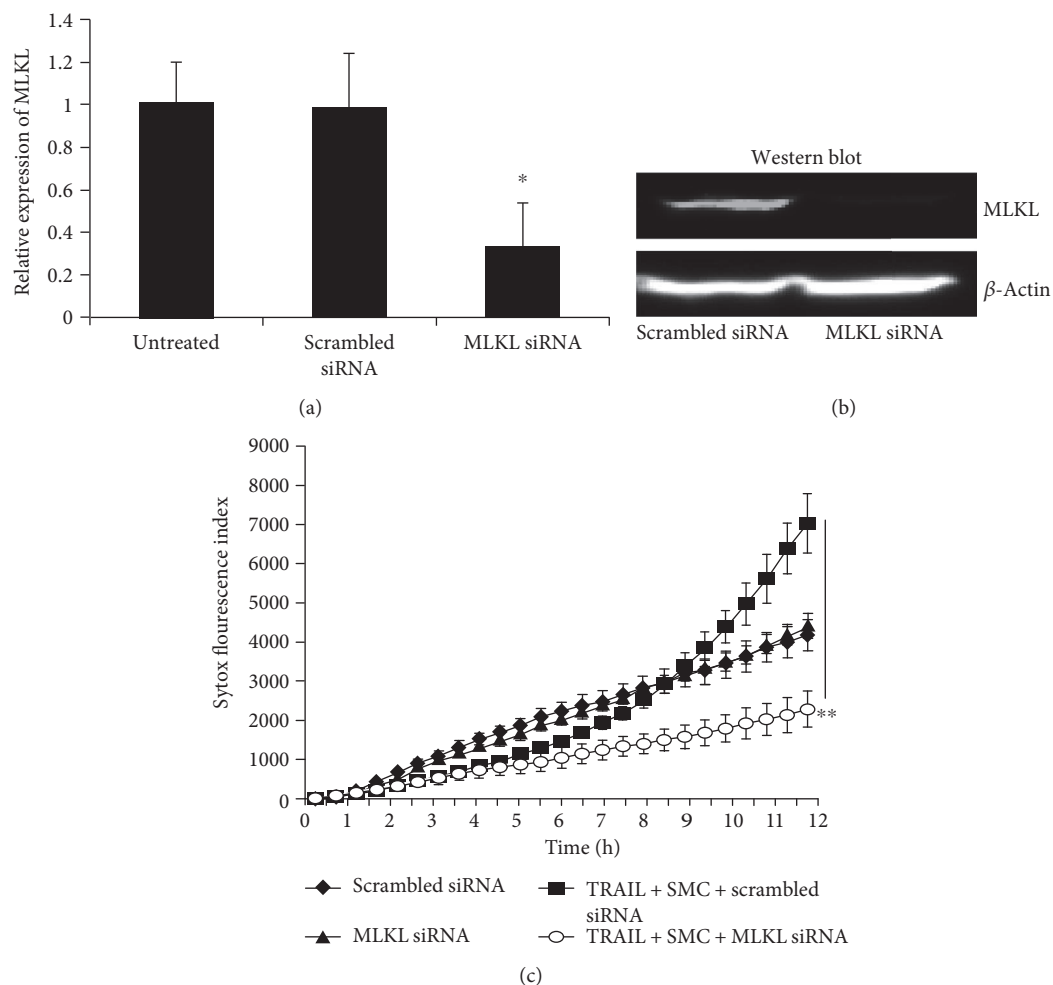 1.4
1.2
1
0.8
0.6
0.4
0.2
0
Relative expression of MLKL
*
Untreated
Scrambled
siRNA
MLKL siRNA
(a)
Western blot
MLKL
β-Actin
Scrambled siRNA
MLKL siRNA
(b)
9000
8000
7000
6000
5000
4000
3000
2000
1000
0
Sytox flourescence index
**
0 1 2 3 4 5 6 7 8 9 10 11 12
Time (h)
Scrambled siRNA
MLKL siRNA
TRAIL + SMC + scrambled
siRNA
TRAIL + SMC + MLKL siRNA
(c)